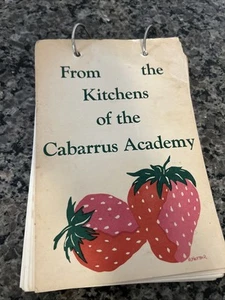 From the
Kitchens
of the
Cabarrus Academy